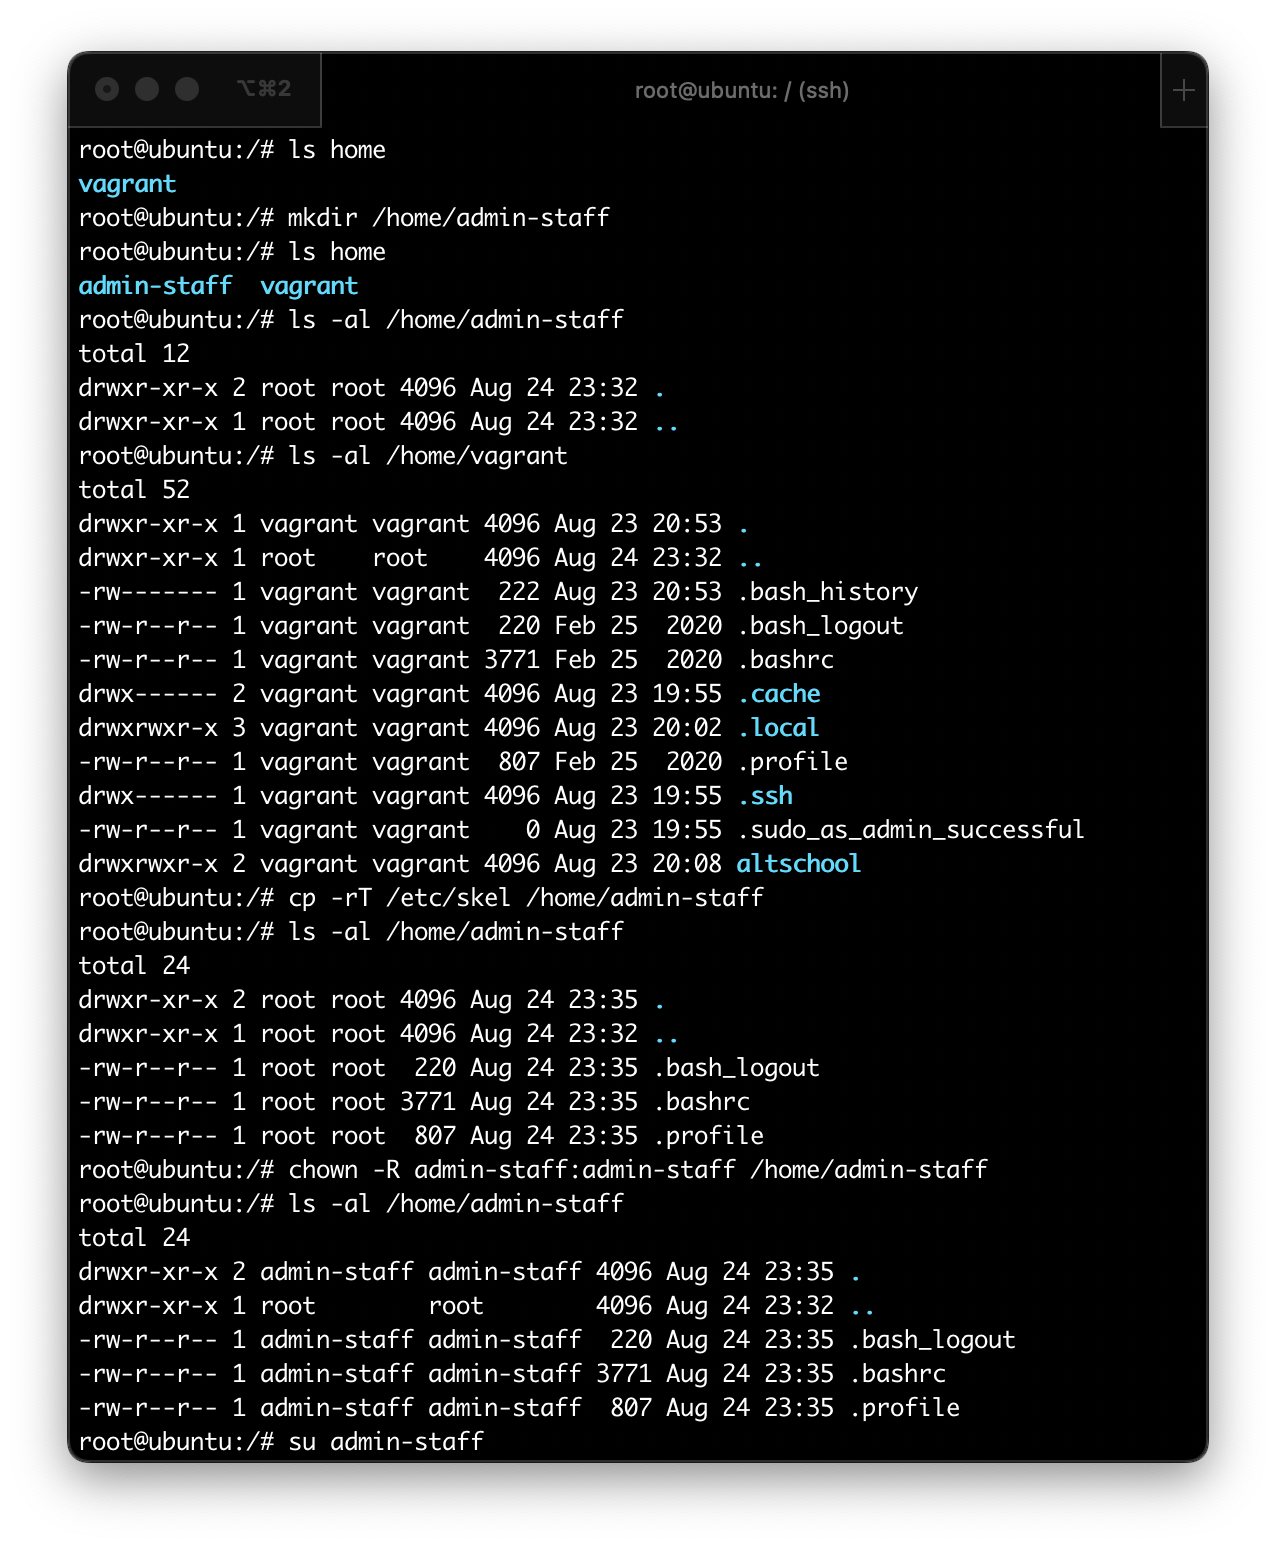 ⌥⌘2
root@ubuntu: / (ssh)
root@ubuntu:/# ls home
vagrant
root@ubuntu:/# mkdir /home/admin-staff
root@ubuntu:/# ls home
admin-staff  vagrant
root@ubuntu:/# ls -al /home/admin-staff
total 12
drwxr-xr-x 2 root root 4096 Aug 24 23:32 .
drwxr-xr-x 1 root root 4096 Aug 24 23:32 ..
root@ubuntu:/# ls -al /home/vagrant
total 52
drwxr-xr-x 1 vagrant vagrant 4096 Aug 23 20:53 .
drwxr-xr-x 1 root    root    4096 Aug 24 23:32 ..
-rw------- 1 vagrant vagrant  222 Aug 23 20:53 .bash_history
-rw-r--r-- 1 vagrant vagrant  220 Feb 25  2020 .bash_logout
-rw-r--r-- 1 vagrant vagrant 3771 Feb 25  2020 .bashrc
drwx------ 2 vagrant vagrant 4096 Aug 23 19:55 .cache
drwxrwxr-x 3 vagrant vagrant 4096 Aug 23 20:02 .local
-rw-r--r-- 1 vagrant vagrant  807 Feb 25  2020 .profile
drwx------ 1 vagrant vagrant 4096 Aug 23 19:55 .ssh
-rw-r--r-- 1 vagrant vagrant    0 Aug 23 19:55 .sudo_as_admin_successful
drwxrwxr-x 2 vagrant vagrant 4096 Aug 23 20:08 altschool
root@ubuntu:/# cp -rT /etc/skel /home/admin-staff
root@ubuntu:/# ls -al /home/admin-staff
total 24
drwxr-xr-x 2 root root 4096 Aug 24 23:35 .
drwxr-xr-x 1 root root 4096 Aug 24 23:32 ..
-rw-r--r-- 1 root root  220 Aug 24 23:35 .bash_logout
-rw-r--r-- 1 root root 3771 Aug 24 23:35 .bashrc
-rw-r--r-- 1 root root  807 Aug 24 23:35 .profile
root@ubuntu:/# chown -R admin-staff:admin-staff /home/admin-staff
root@ubuntu:/# ls -al /home/admin-staff
total 24
drwxr-xr-x 2 admin-staff admin-staff 4096 Aug 24 23:35 .
drwxr-xr-x 1 root        root        4096 Aug 24 23:32 ..
-rw-r--r-- 1 admin-staff admin-staff  220 Aug 24 23:35 .bash_logout
-rw-r--r-- 1 admin-staff admin-staff 3771 Aug 24 23:35 .bashrc
-rw-r--r-- 1 admin-staff admin-staff  807 Aug 24 23:35 .profile
root@ubuntu:/# su admin-staff